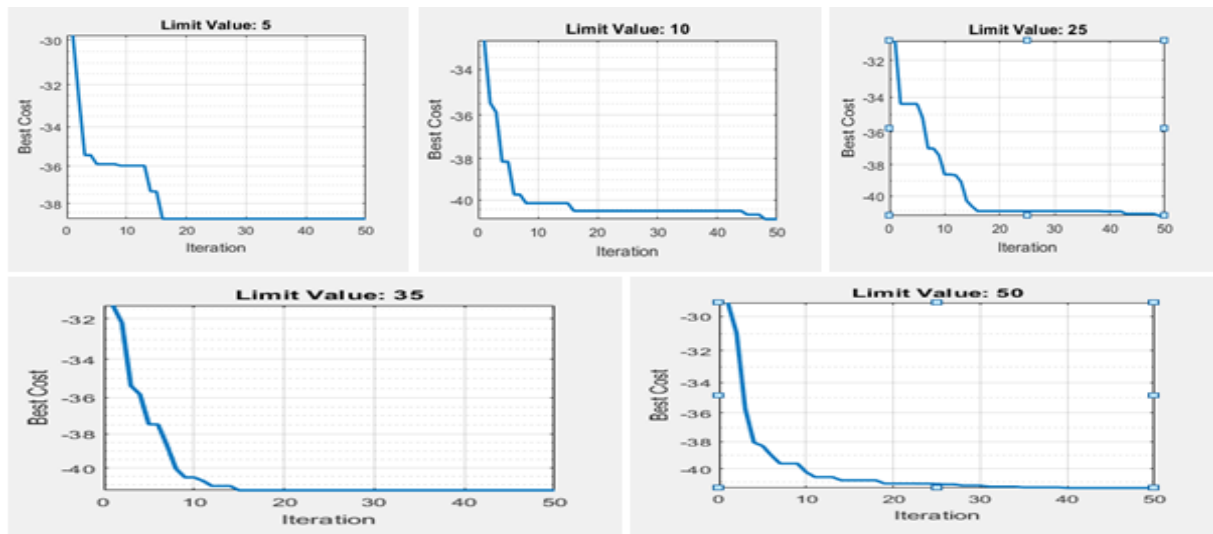 Limit Value: 5
-30
-32
-34
-36
-38
Best Cost
0 10 20 30 40 50
Iteration
Limit Value: 10
-34
-36
-38
-40
Best Cost
0 10 20 30 40 50
Iteration
Limit Value: 25
-32
-34
-36
-38
-40
Best Cost
0 10 20 30 40 50
Iteration
Limit Value: 35
-32
-34
-36
-38
-40
Best Cost
0 10 20 30 40 50
Iteration
Limit Value: 50
-30
-32
-34
-36
-38
-40
Best Cost
0 10 20 30 40 50
Iteration